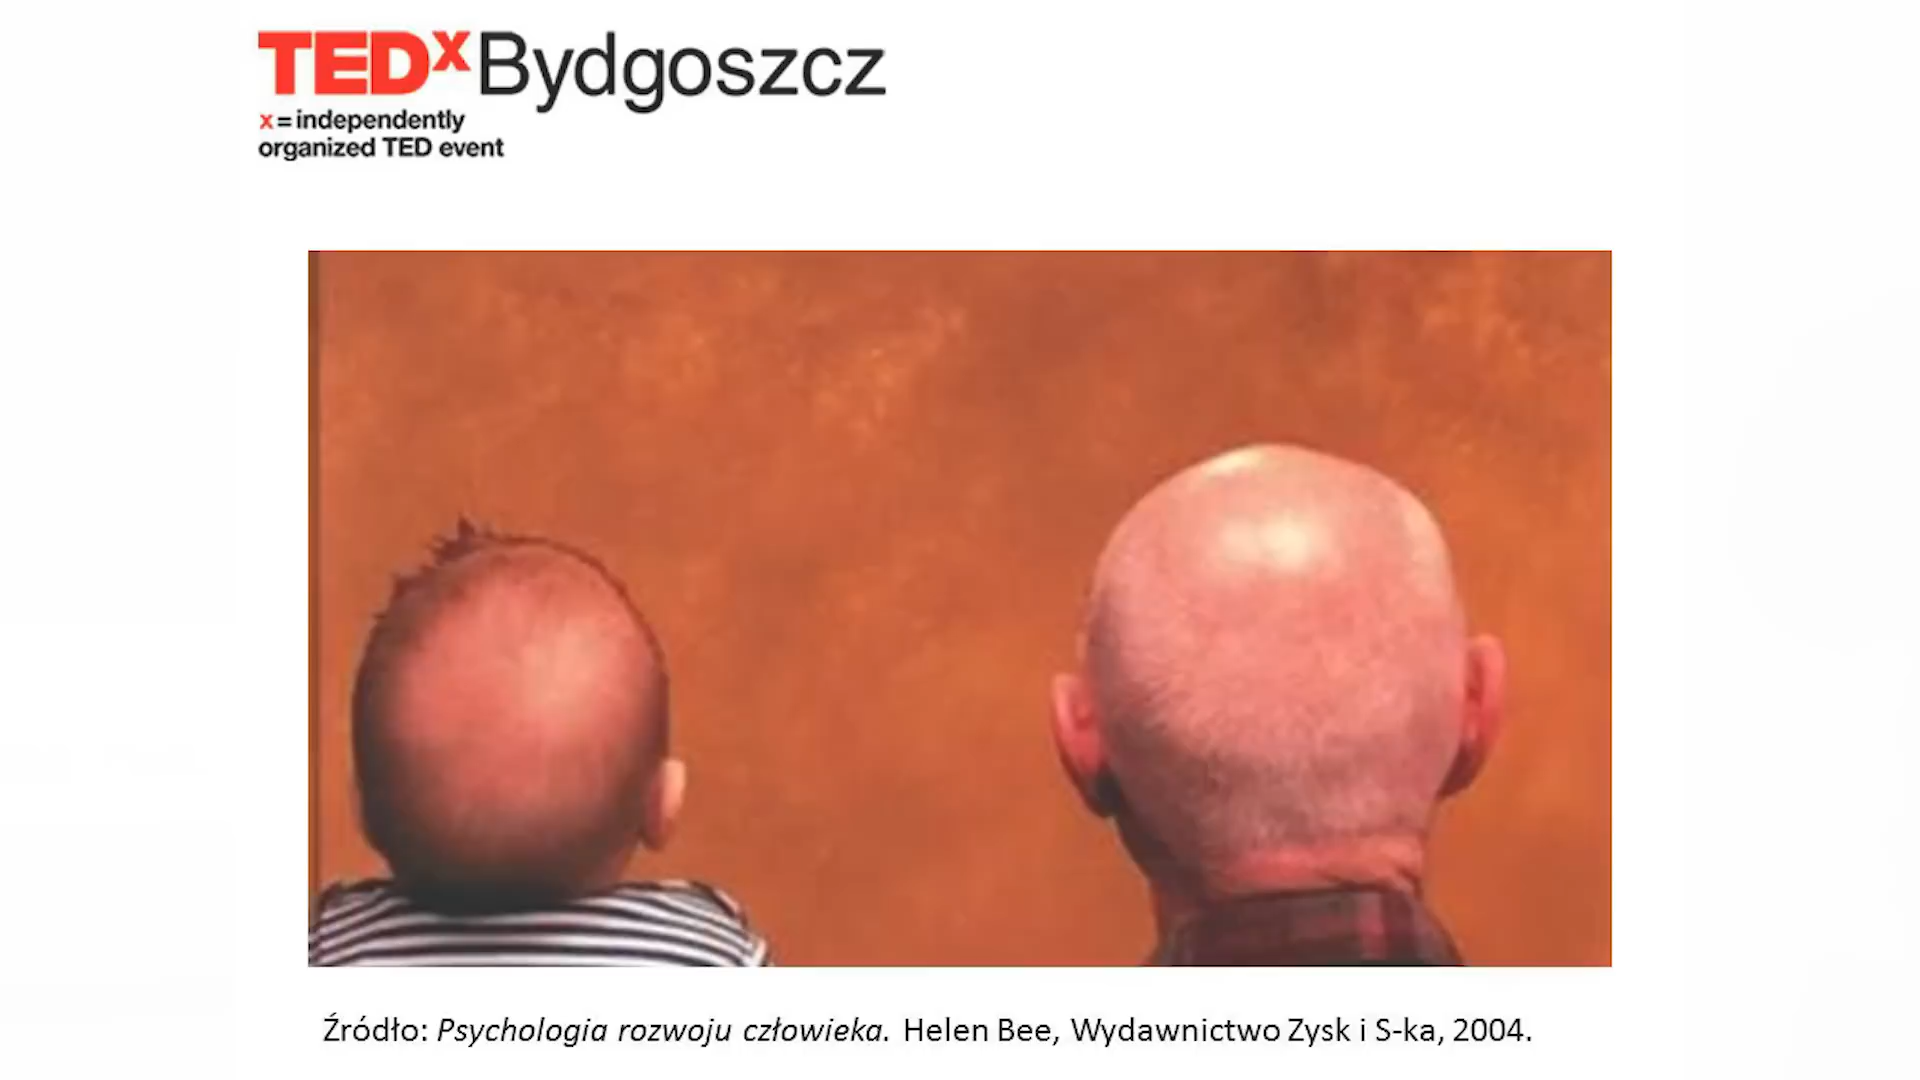 TEDxBydgoszcz
x = independently
organized TED event
Źródło: Psychologia rozwoju człowieka. Helen Bee, Wydawnictwo Zysk i S-ka, 2004.